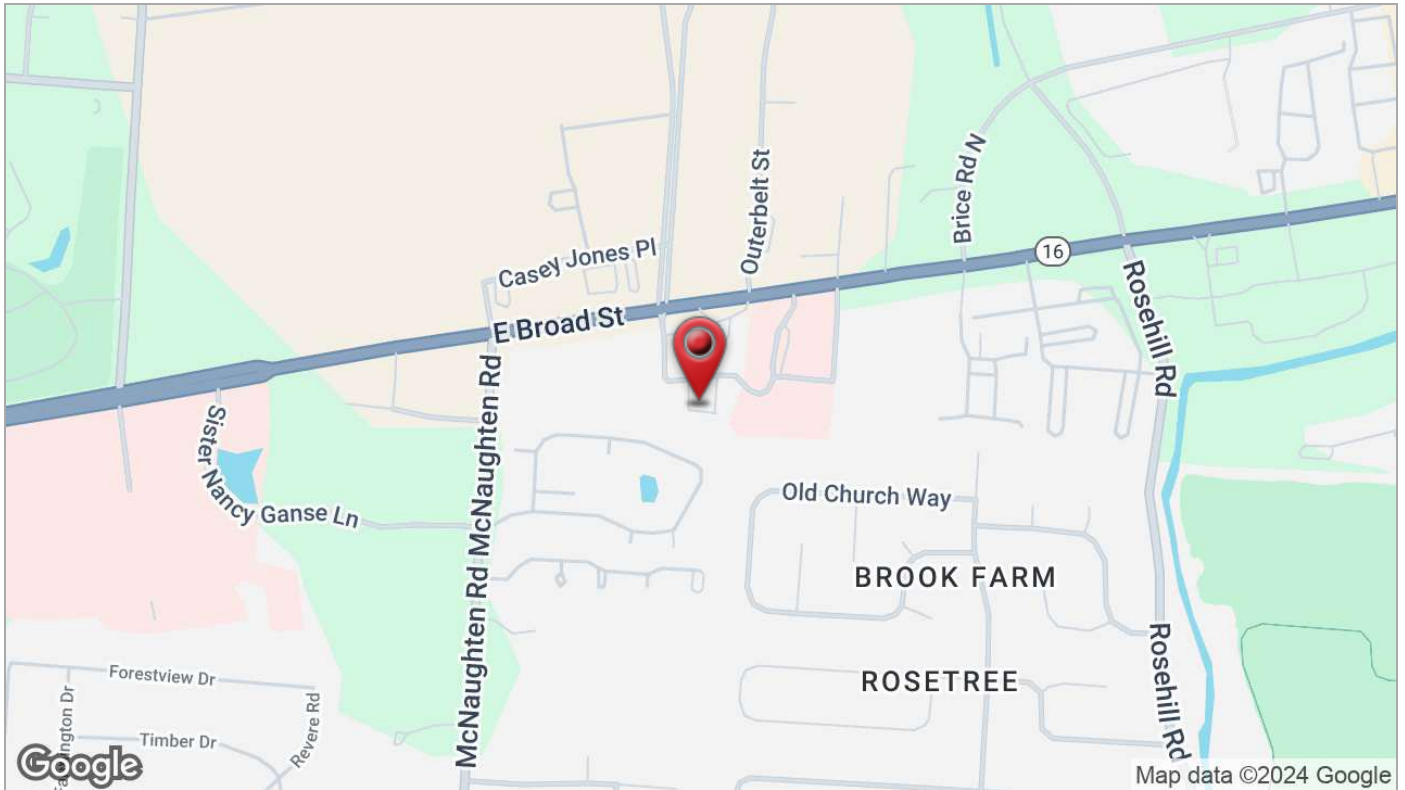 Outerbelt St
Brice Rd N
Casey Jones Pl
16
E Broad St
Rosehill Rd
McNaughten Rd
McNaughten Rd
McNaughten Rd
Sister Nancy Ganse Ln
Old Church Way
BROOK FARM
ROSETREE
Rosehill Rd
Forestview Dr
Timber Dr
Revere Rd
Google
Map data ©2024 Google